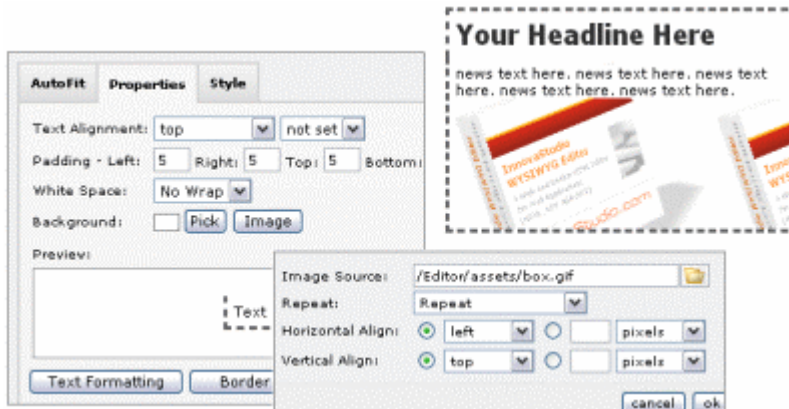 Your Headline Here
news text here. news text here. news text
here. news text here. news text here.
InnovaStudio
WYSIWYG Editor
Studio.com
AutoFit Properties Style
Text Alignment: top not set
Padding - Left: 5 Right: 5 Top: 5 Bottom:
White Space: No Wrap
Background: Pick Image
Preview:
Text
Text Formatting Border
Image Source: /Editor/assets/box.gif
Repeat: Repeat
Horizontal Align: left pixels
Vertical Align: top pixels
cancel ok